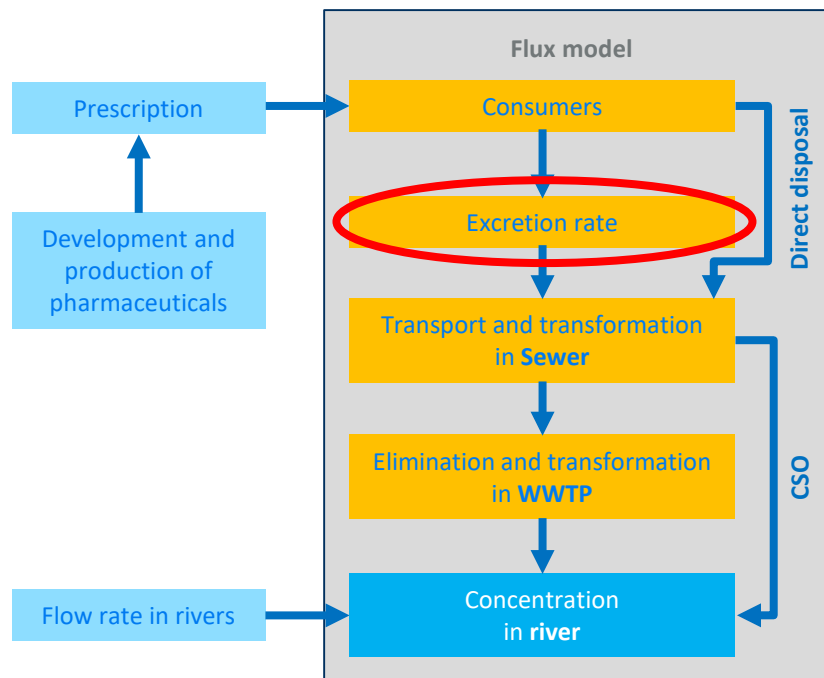 Flux model
Prescription
Consumers
Direct disposal
Excretion rate
Development and
production of
pharmaceuticals
Transport and transformation
in Sewer
CSO
Elimination and transformation
in WWTP
Flow rate in rivers
Concentration
in river